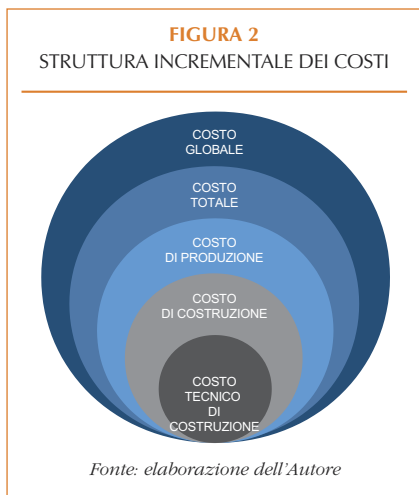 FIGURA 2
STRUTTURA INCREMENTALE DEI COSTI
COSTO
GLOBALE
COSTO
TOTALE
COSTO
DI PRODUZIONE
COSTO
DI COSTRUZIONE
COSTO
TECNICO
DI
COSTRUZIONE
Fonte: elaborazione dell'Autore